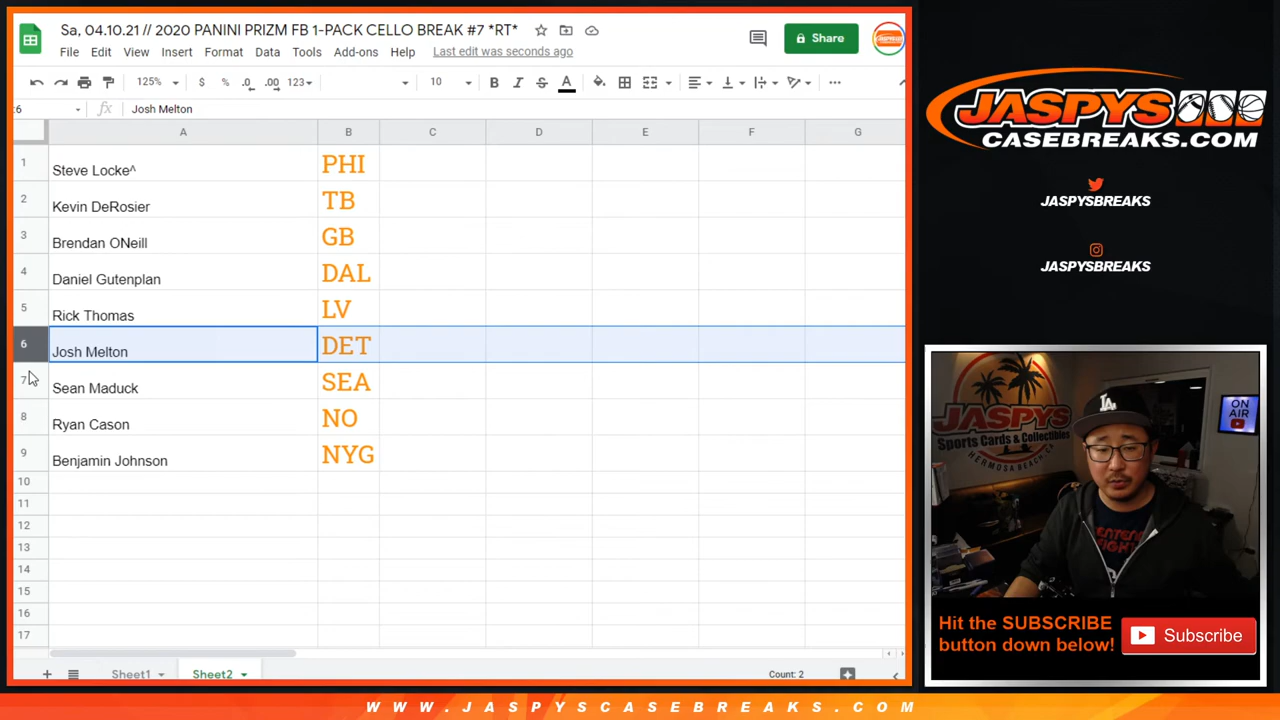 Sa, 04.10.21 // 2020 PANINI PRIZM FB 1-PACK CELLO BREAK #7 *RT*
File Edit View Insert Format Data Tools Add-ons Help Last edit was seconds ago
Share
125% $ % .0 .00 123 10 B I S A
fx Josh Melton
A B C D E F G
1 Steve Locke^ PHI
2 Kevin DeRosier TB
3 Brendan ONeill GB
4 Daniel Gutenplan DAL
5 Rick Thomas LV
6 Josh Melton DET
7 Sean Maduck SEA
8 Ryan Cason NO
9 Benjamin Johnson NYG
10
11
12
13
14
15
16
17
Sheet1 Sheet2 Count: 2
JASPYS
CASEBREAKS.COM
JASPYSBREAKS
JASPYSBREAKS
JASPYS
Sports Cards & Collectibles
HERMOSA BEACH
LA
ON
AIR
Hit the SUBSCRIBE
button down below!
Subscribe
WWW.JASPYSCASEBREAKS.COM